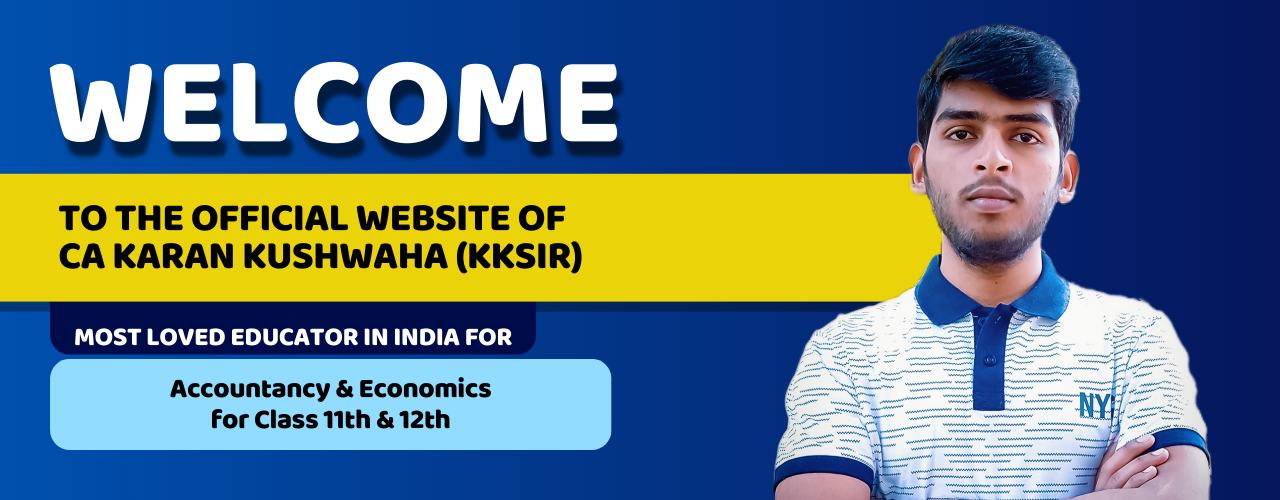 WELCOME
TO THE OFFICIAL WEBSITE OF
CA KARAN KUSHWAHA (KKSIR)
MOST LOVED EDUCATOR IN INDIA FOR
Accountancy & Economics
for Class 11th & 12th